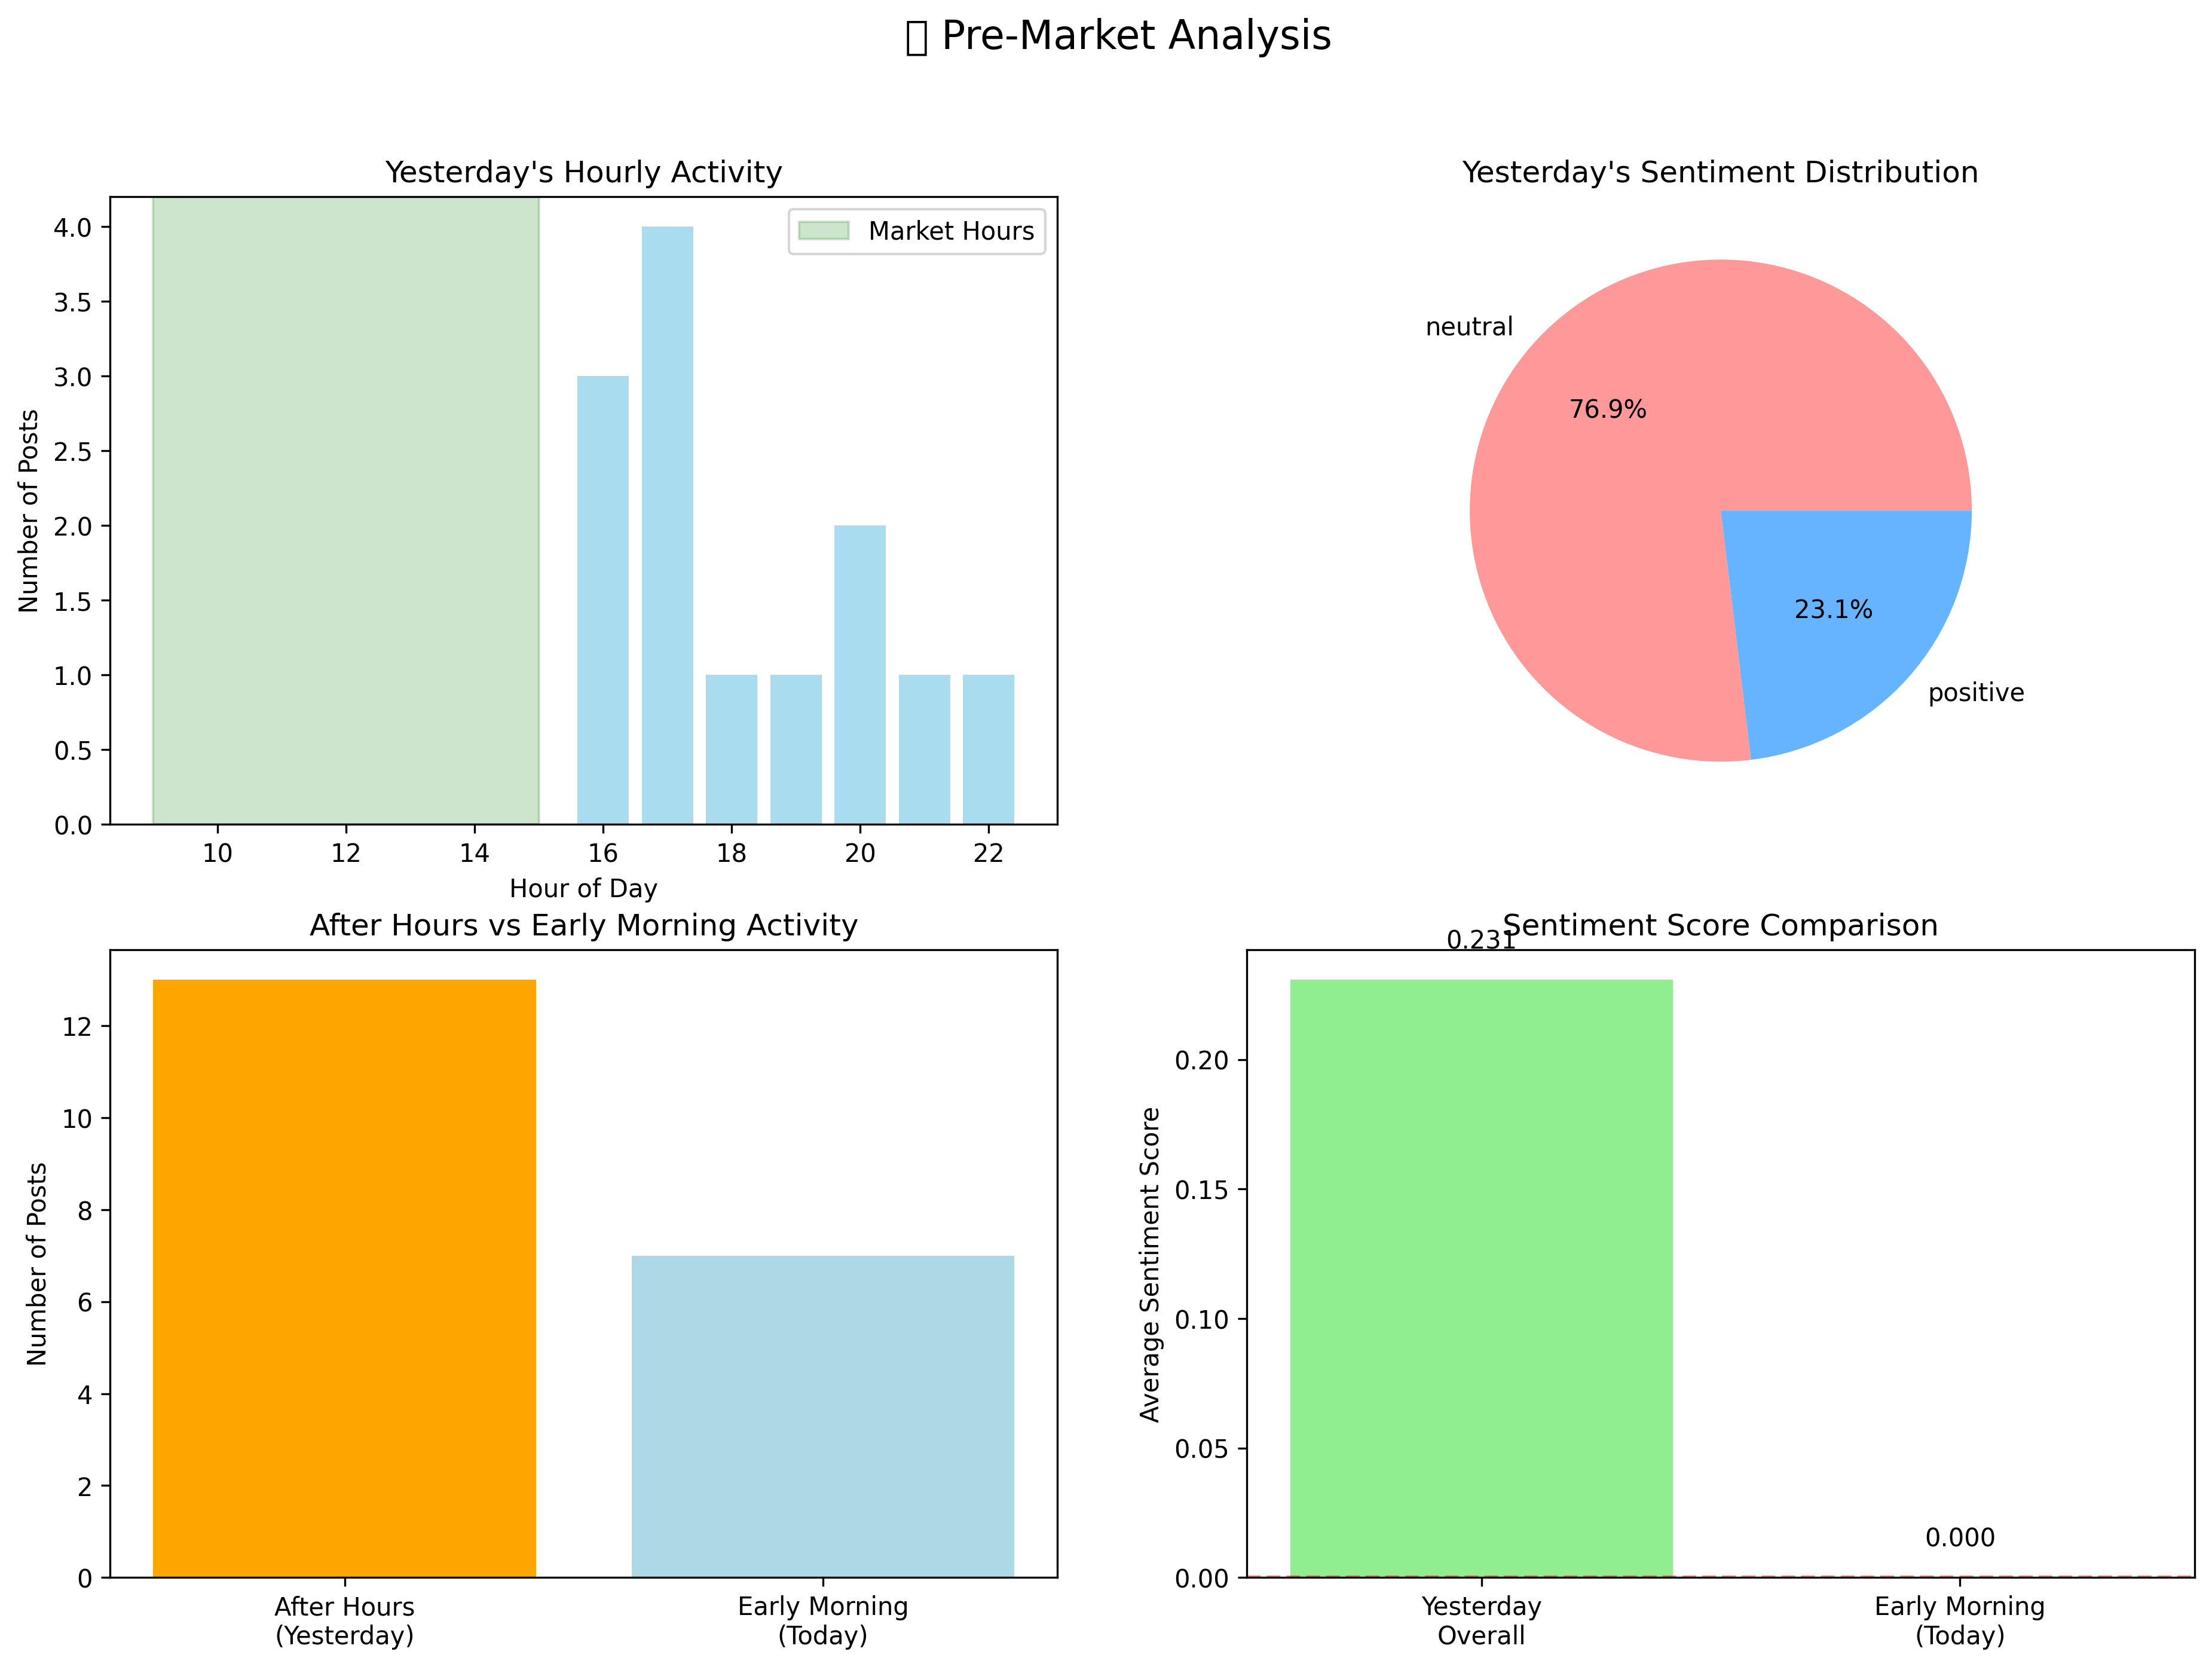 Pre-Market Analysis
Yesterday's Hourly Activity
Market Hours
4.0
3.5
3.0
2.5
2.0
1.5
1.0
0.5
0.0
Number of Posts
10 12 14 16 18 20 22
Hour of Day
Yesterday's Sentiment Distribution
neutral
76.9%
23.1%
positive
After Hours vs Early Morning Activity
12
10
8
6
4
2
0
Number of Posts
After Hours
(Yesterday)
Early Morning
(Today)
Sentiment Score Comparison
0.231
0.20
0.15
0.10
0.05
0.00
Average Sentiment Score
0.000
Yesterday
Overall
Early Morning
(Today)